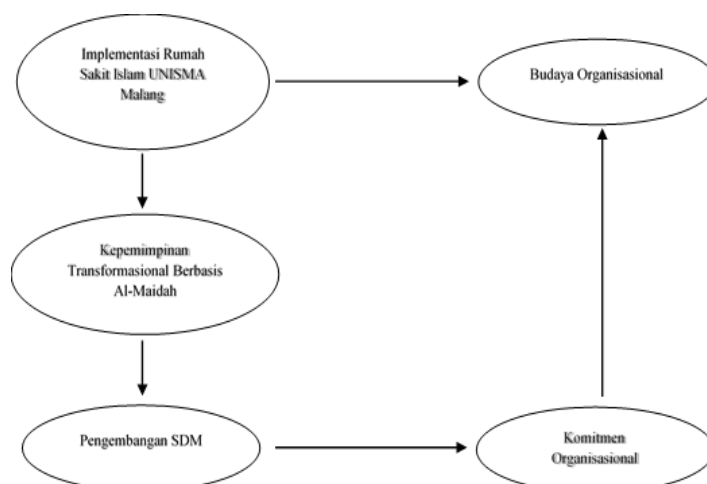 Implementasi Rumah
Sakit Islam UNISMA
Malang
Budaya Organisasional
Kepemimpinan
Transformasional Berbasis
Al-Maidah
Pengembangan SDM
Komitmen
Organisasional